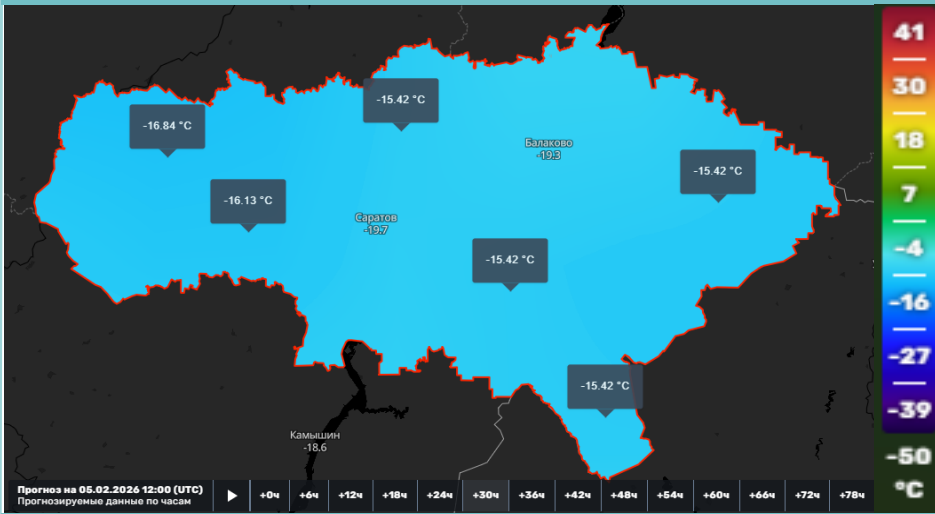 -16.84 °C
-15.42 °C
Балаково
-19.3
-15.42 °C
-16.13 °C
Саратов
-19.7
-15.42 °C
-15.42 °C
Камышин
-18.6
41
30
18
7
-4
-16
-27
-39
-50
°C
Прогноз на 05.02.2026 12:00 (UTC)
Прогнозируемые данные по часам
+0ч +6ч +12ч +18ч +24ч +30ч +36ч +42ч +48ч +54ч +60ч +66ч +72ч +78ч